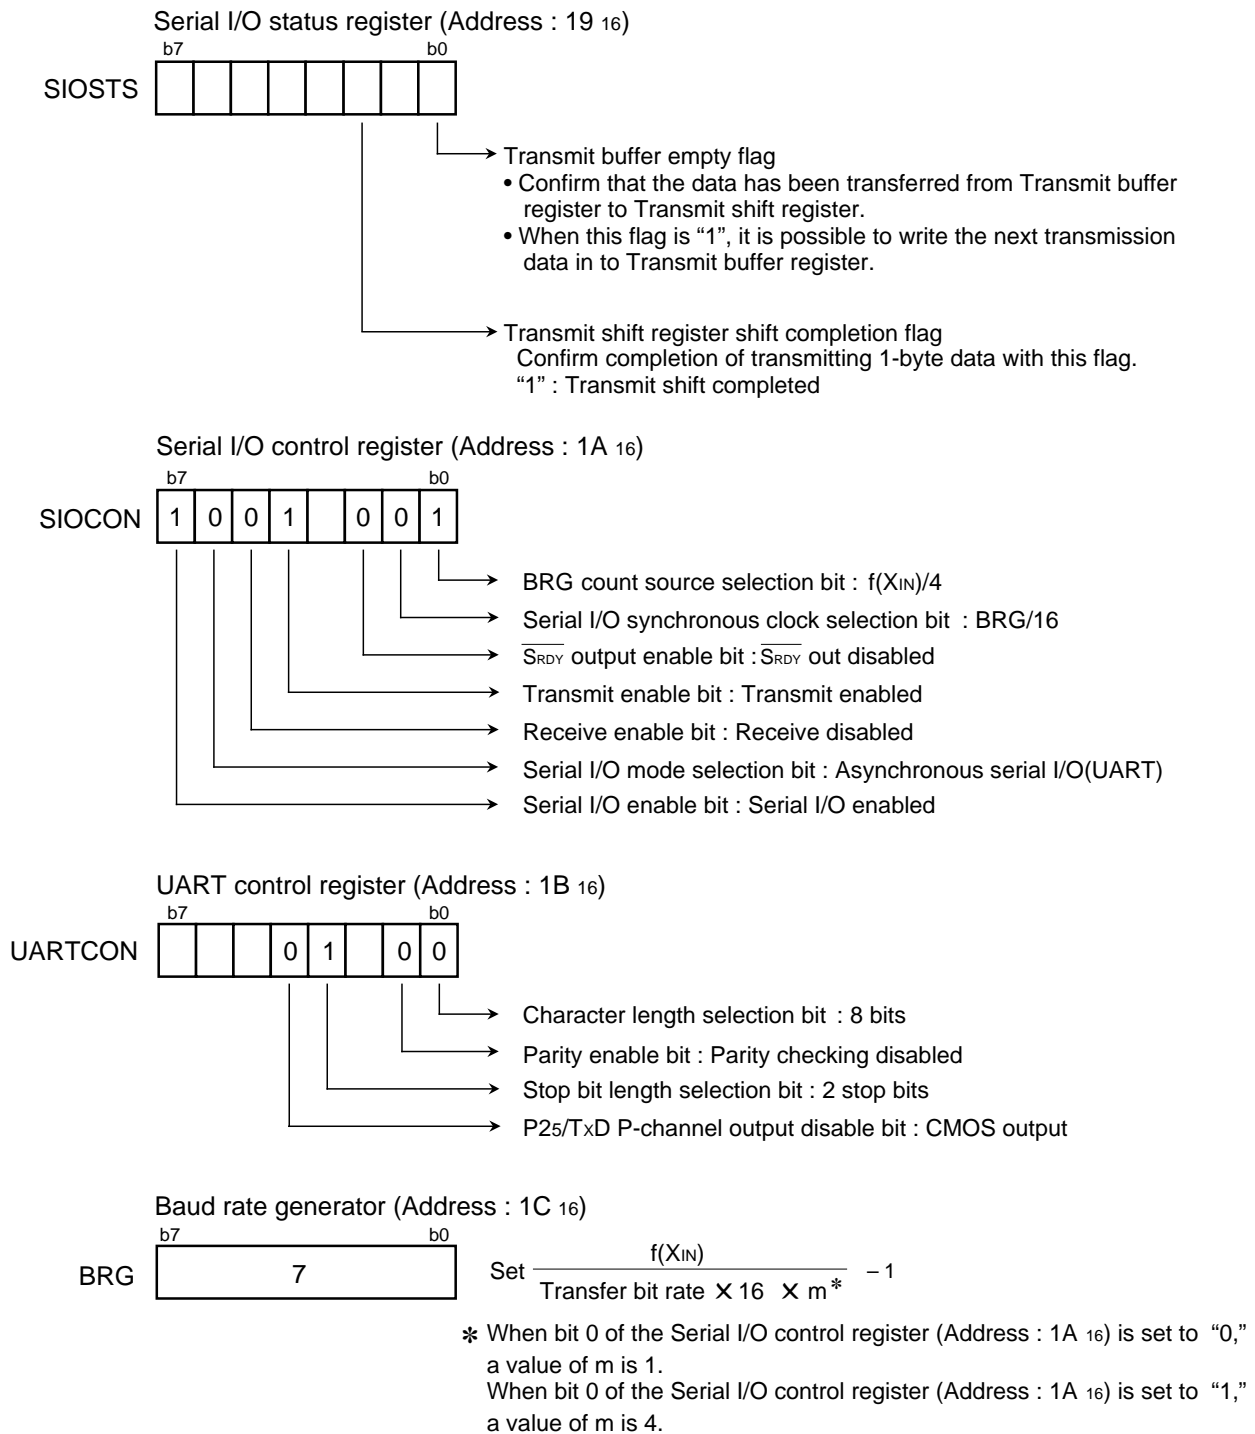 Serial I/O status register (Address : 19 16)
b7 b0
SIOSTS
Transmit buffer empty flag
• Confirm that the data has been transferred from Transmit buffer
register to Transmit shift register.
• When this flag is “1”, it is possible to write the next transmission
data in to Transmit buffer register.
Transmit shift register shift completion flag
Confirm completion of transmitting 1-byte data with this flag.
“1” : Transmit shift completed
Serial I/O control register (Address : 1A 16)
b7 b0
SIOCON 1 0 0 1 0 0 1
BRG count source selection bit : f(XIN)/4
Serial I/O synchronous clock selection bit : BRG/16
SRDY output enable bit : SRDY out disabled
Transmit enable bit : Transmit enabled
Receive enable bit : Receive disabled
Serial I/O mode selection bit : Asynchronous serial I/O(UART)
Serial I/O enable bit : Serial I/O enabled
UART control register (Address : 1B 16)
b7 b0
UARTCON 0 1 0 0
Character length selection bit : 8 bits
Parity enable bit : Parity checking disabled
Stop bit length selection bit : 2 stop bits
P25/TxD P-channel output disable bit : CMOS output
Baud rate generator (Address : 1C 16)
b7 b0
BRG 7
f(XIN)
Set – 1
Transfer bit rate × 16 × m*
* When bit 0 of the Serial I/O control register (Address : 1A 16) is set to “0,”
a value of m is 1.
When bit 0 of the Serial I/O control register (Address : 1A 16) is set to “1,”
a value of m is 4.